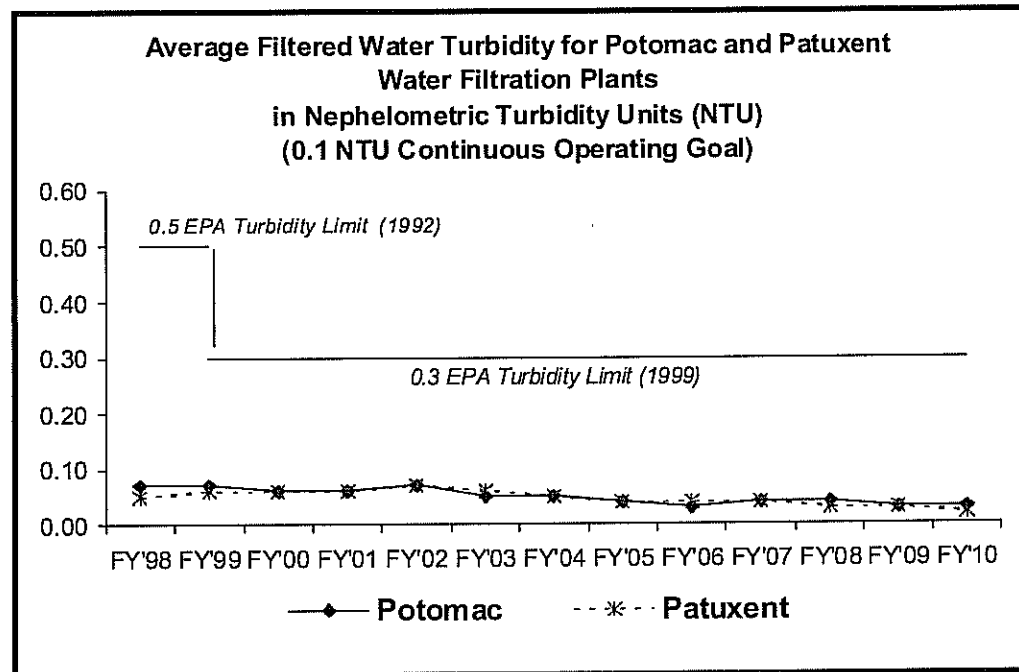 Average Filtered Water Turbidity for Potomac and Patuxent
Water Filtration Plants
in Nephelometric Turbidity Units (NTU)
(0.1 NTU Continuous Operating Goal)
0.60
0.5 EPA Turbidity Limit (1992)
0.50
0.40
0.30
0.3 EPA Turbidity Limit (1999)
0.20
0.10
0.00
FY'98 FY'99 FY'00 FY'01 FY'02 FY'03 FY'04 FY'05 FY'06 FY'07 FY'08 FY'09 FY'10
Potomac Patuxent